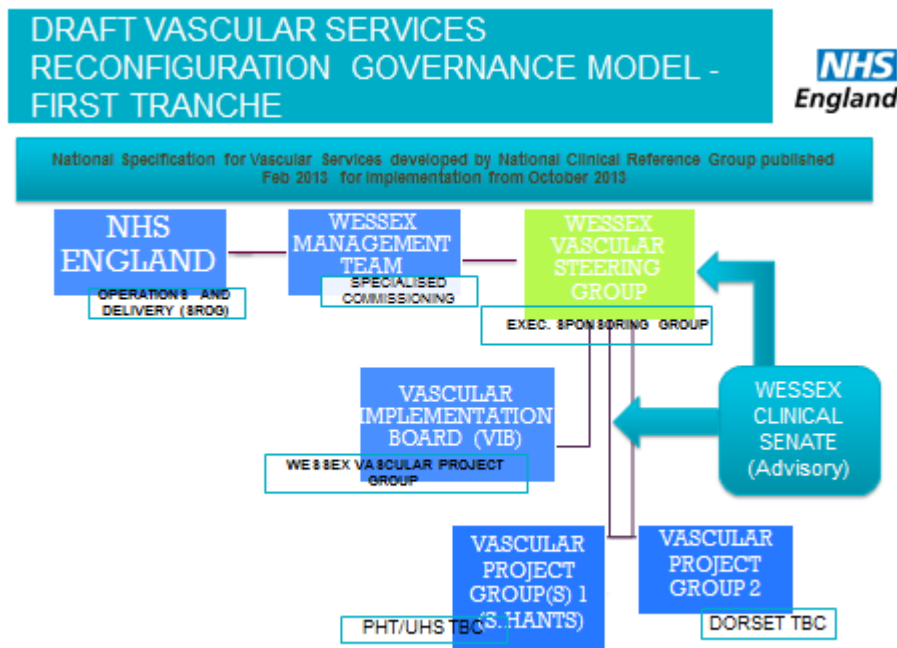 DRAFT VASCULAR SERVICES
RECONFIGURATION GOVERNANCE MODEL -
FIRST TRANCHE
NHS
England
National Specification for Vascular Services developed by National Clinical Reference Group published
Feb 2013 for Implementation from October 2013
NHS
ENGLAND
OPERATIONS AND
DELIVERY (SROG)
WESSEX
MANAGEMENT
TEAM
SPECIALISED
COMMISSIONING
WESSEX
VASCULAR
STEERING
GROUP
EXEC. SPONSORING GROUP
VASCULAR
IMPLEMENTATION
BOARD (VIB)
WESSEX VASCULAR PROJECT
GROUP
WESSEX
CLINICAL
SENATE
(Advisory)
VASCULAR
PROJECT
GROUP(S) 1
(S. HANTS)
PHT/UHS TBC
VASCULAR
PROJECT
GROUP 2
DORSET TBC